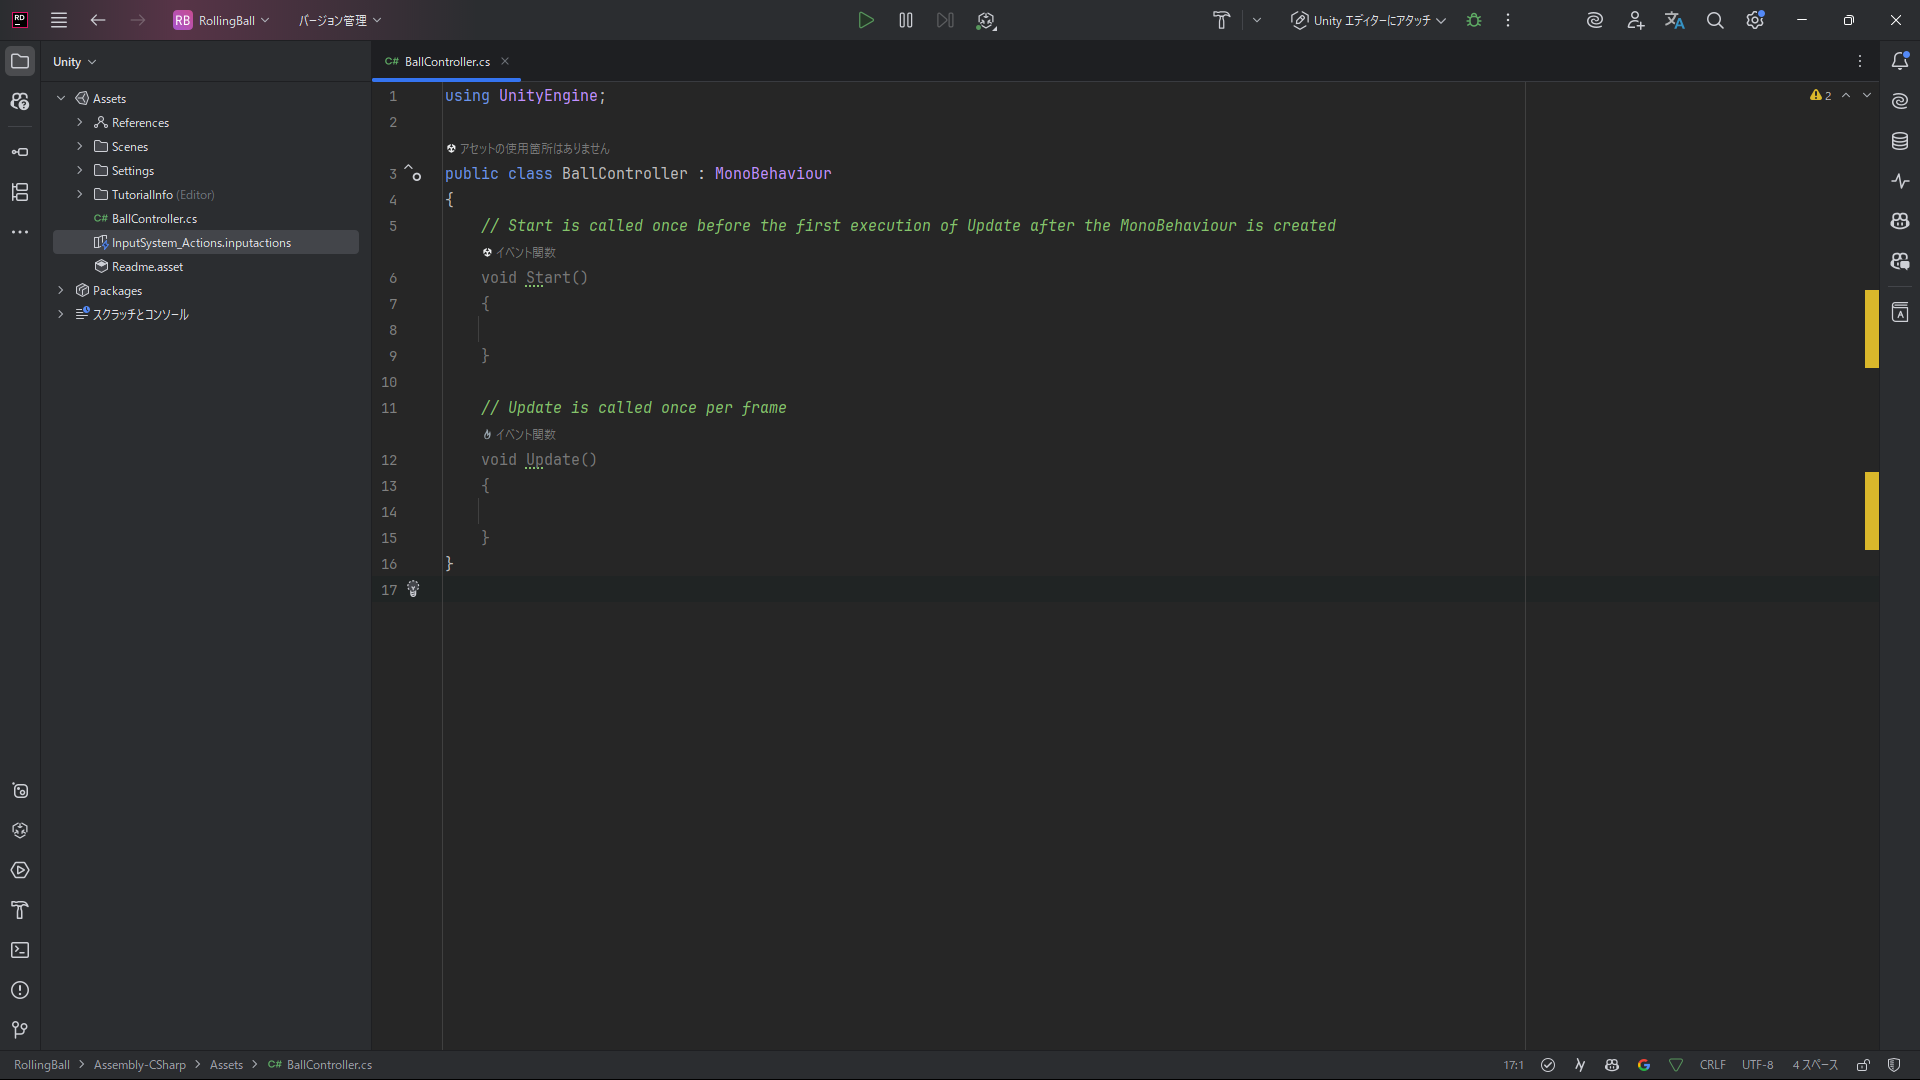 RD
RB RollingBall
バージョン管理
Unity エディターにアタッチ
Unity
BallController.cs
Assets
References
Scenes
Settings
TutorialInfo (Editor)
C# BallController.cs
InputSystem_Actions.inputactions
Readme.asset
Packages
スクラッチとコンソール
C# BallController.cs
2
1 using UnityEngine;
2
アセットの使用箇所はありません
3 public class BallController : MonoBehaviour
4 {
5 // Start is called once before the first execution of Update after the MonoBehaviour is created
イベント関数
6 void Start()
7 {
8
9 }
10
11 // Update is called once per frame
イベント関数
12 void Update()
13 {
14
15 }
16 }
17
RollingBall > Assembly-CSharp > Assets > C# BallController.cs
17:1
CRLF
UTF-8
4 スペース